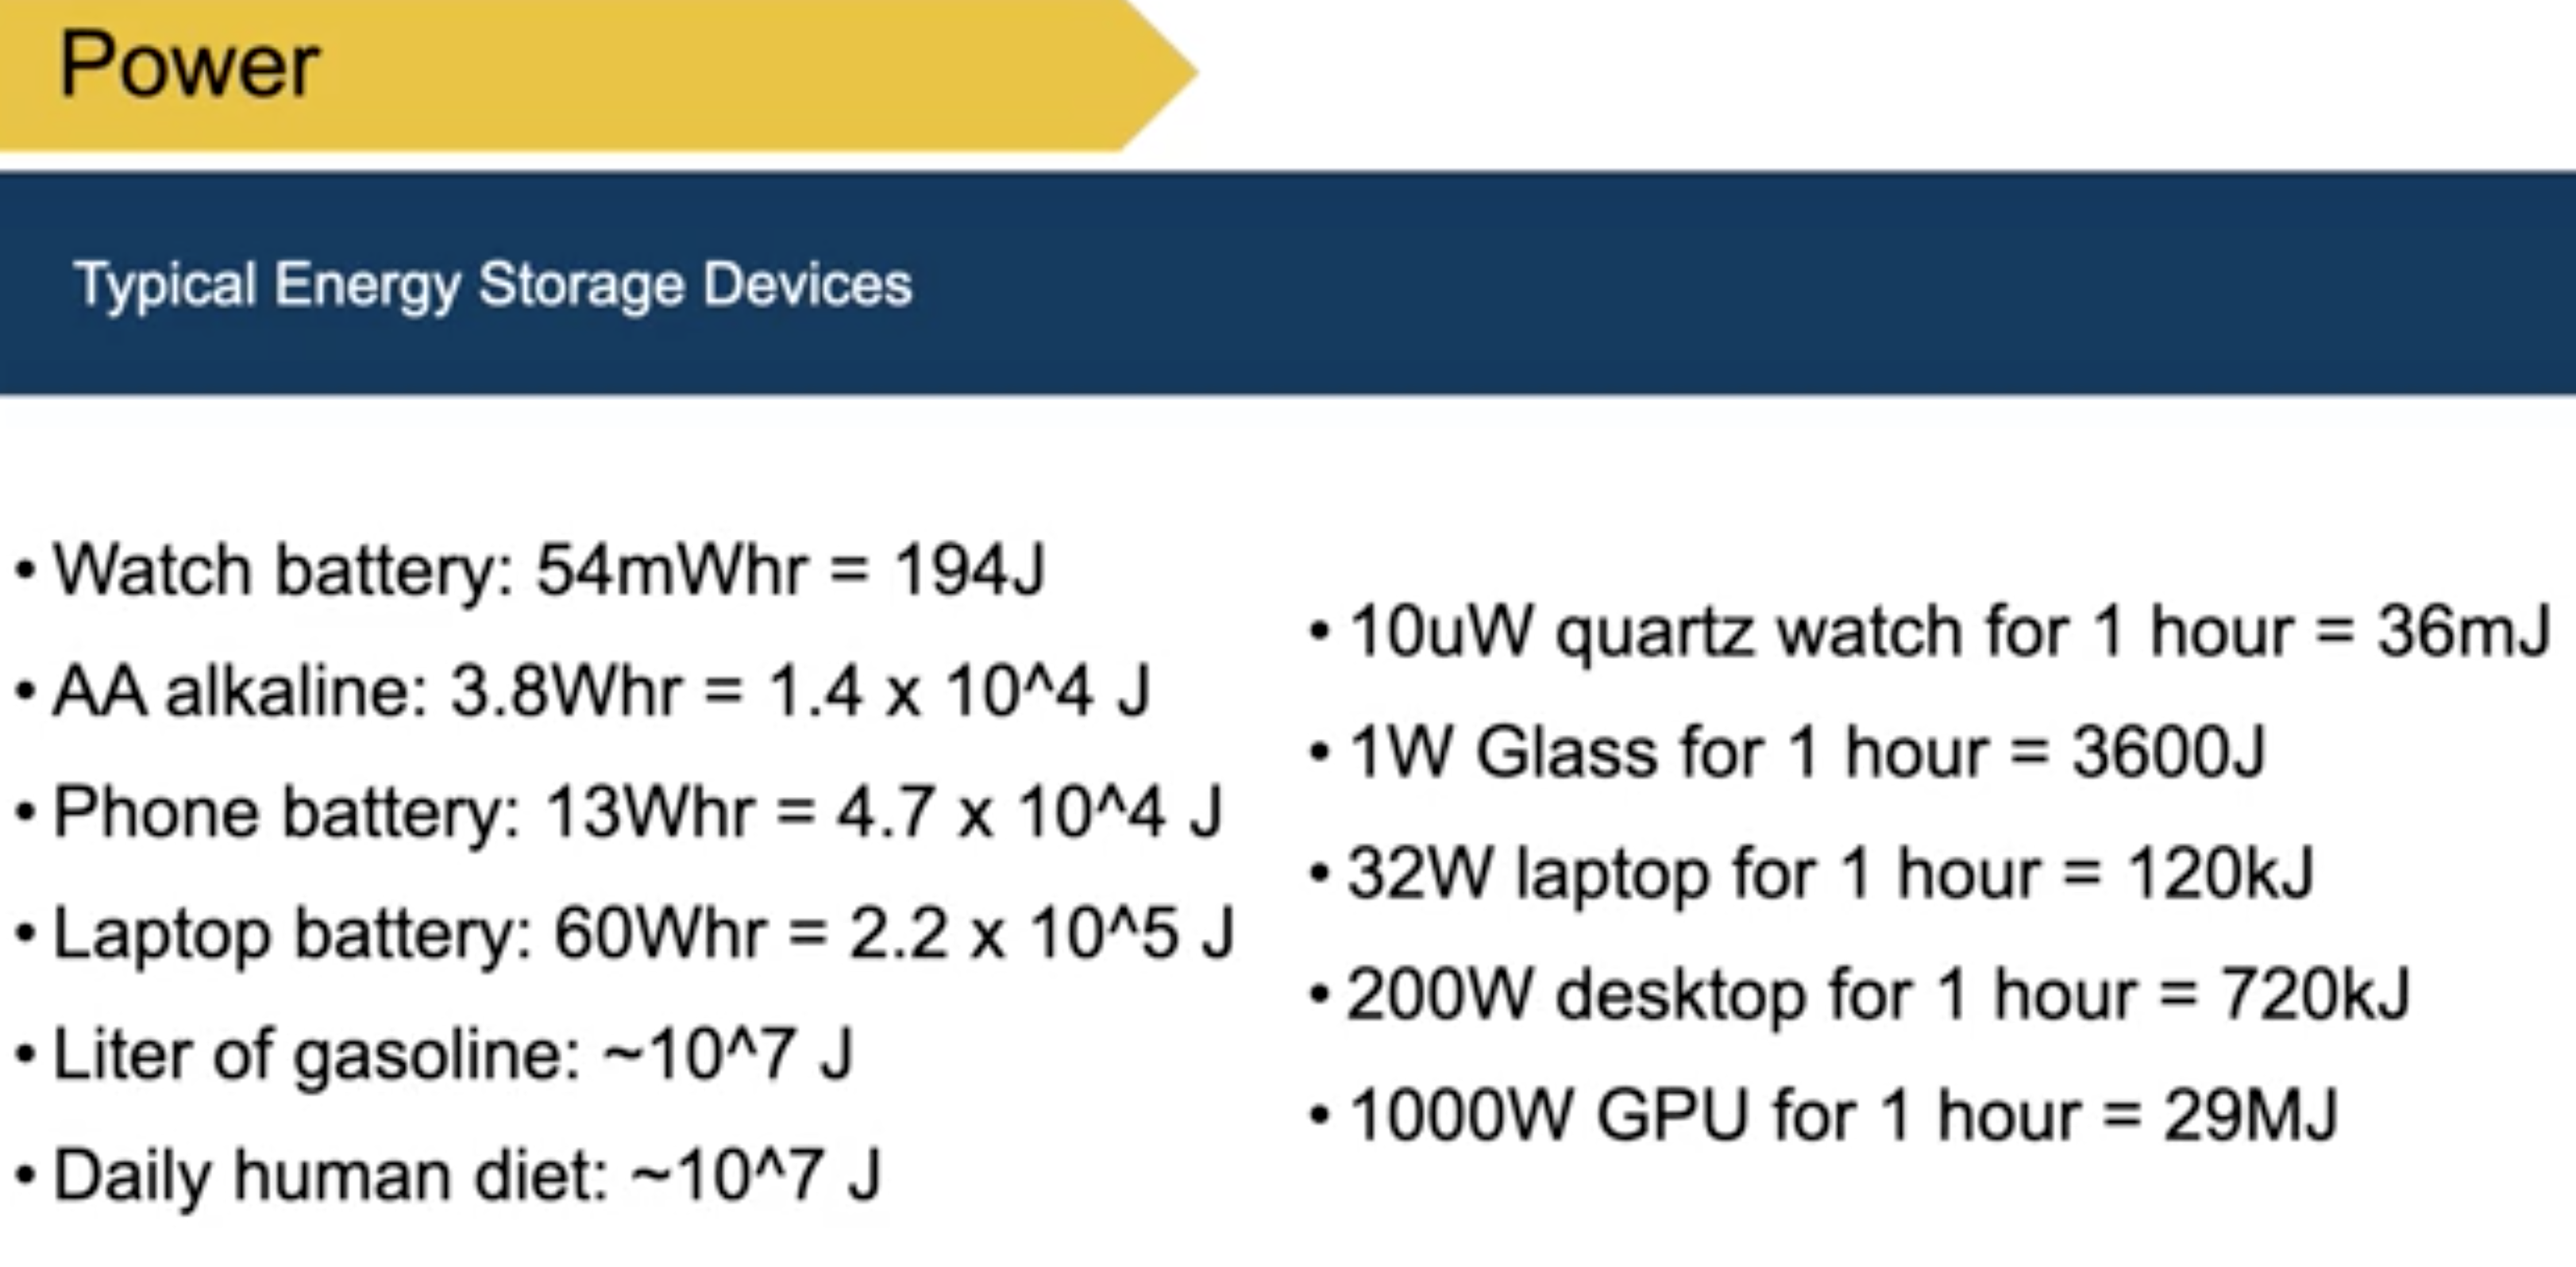 Power
Typical Energy Storage Devices
• Watch battery: 54mWhr = 194J
• AA alkaline: 3.8Whr = 1.4 x 10^4 J
• Phone battery: 13Whr = 4.7 x 10^4 J
• Laptop battery: 60Whr = 2.2 x 10^5 J
• Liter of gasoline: ~10^7 J
• Daily human diet: ~10^7 J
• 10uW quartz watch for 1 hour = 36mJ
• 1W Glass for 1 hour = 3600J
• 32W laptop for 1 hour = 120kJ
• 200W desktop for 1 hour = 720kJ
• 1000W GPU for 1 hour = 29MJ